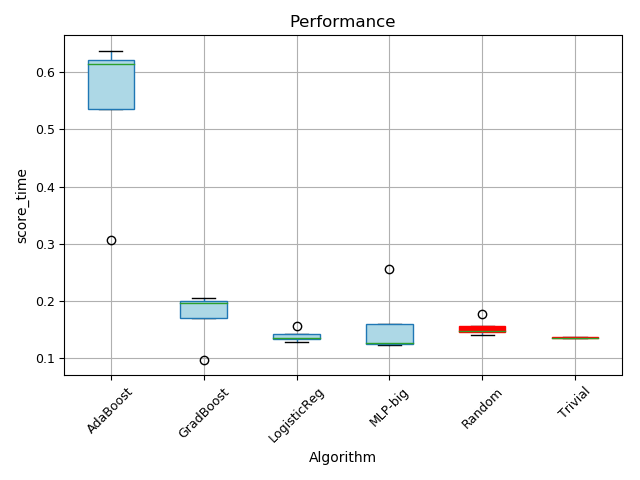 Performance
score_time
0.6
0.5
0.4
0.3
0.2
0.1
AdaBoost
GradBoost
LogisticReg
MLP-big
Random
Trivial
Algorithm